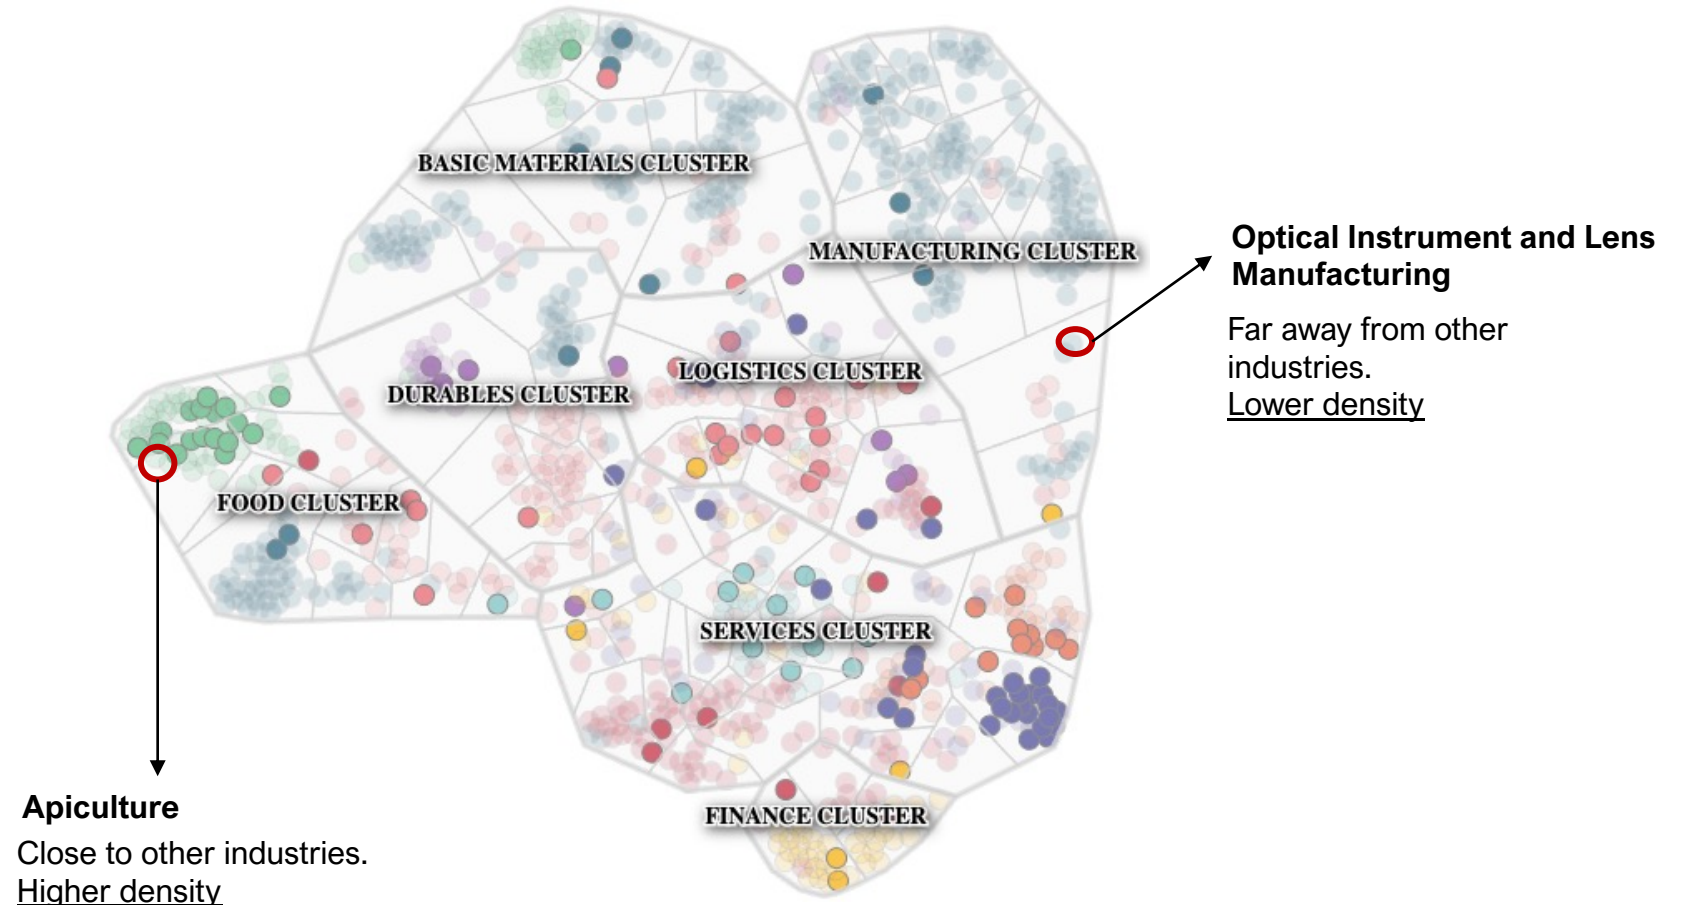 BASIC MATERIALS CLUSTER
MANUFACTURING CLUSTER
Optical Instrument and Lens
Manufacturing
Far away from other
industries.
Lower density
LOGISTICS CLUSTER
DURABLES CLUSTER
FOOD CLUSTER
SERVICES CLUSTER
FINANCE CLUSTER
Apiculture
Close to other industries.
Higher density